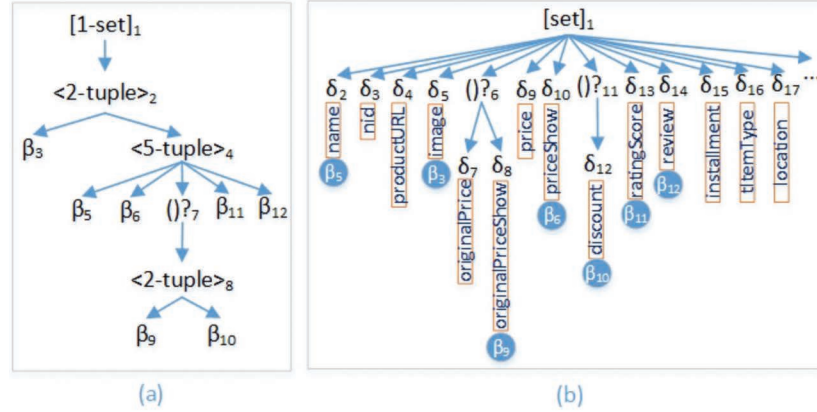 [1-set]₁
<2-tuple>₂
β₃
<5-tuple>₄
β₅ β₆ ()?₇ β₁₁ β₁₂
<2-tuple>₈
β₉ β₁₀
(a)
[set]₁
δ₂ δ₃ δ₄ δ₅ ()?₆ δ₉ δ₁₀ ()?₁₁ δ₁₃ δ₁₄ δ₁₅ δ₁₆ δ₁₇ ...
name
nid
productURL
image
price
priceShow
ratingScore
review
installment
tItemType
location
β₅
β₃
β₆
β₁₁
β₁₂
δ₇ δ₈ δ₁₂
originalPrice
originalPriceShow
discount
β₉
β₁₀
(b)